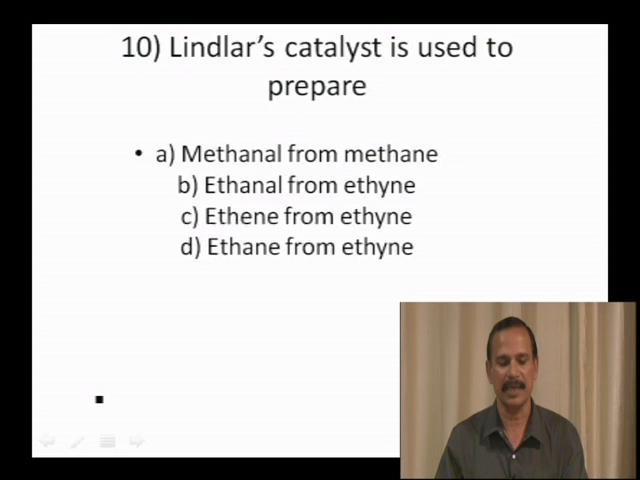 10) Lindlar's catalyst is used to
prepare
• a) Methanal from methane
b) Ethanal from ethyne
c) Ethene from ethyne
d) Ethane from ethyne